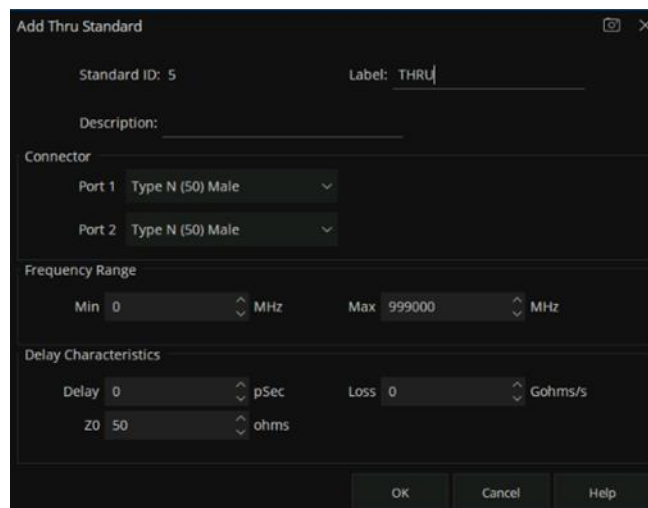 Add Thru Standard
Standard ID: 5 Label: THRU
Description:
Connector
Port 1 Type N (50) Male
Port 2 Type N (50) Male
Frequency Range
Min 0 MHz Max 999000 MHz
Delay Characteristics
Delay 0 pSec Loss 0 Gohms/s
Z0 50 ohms
OK Cancel Help